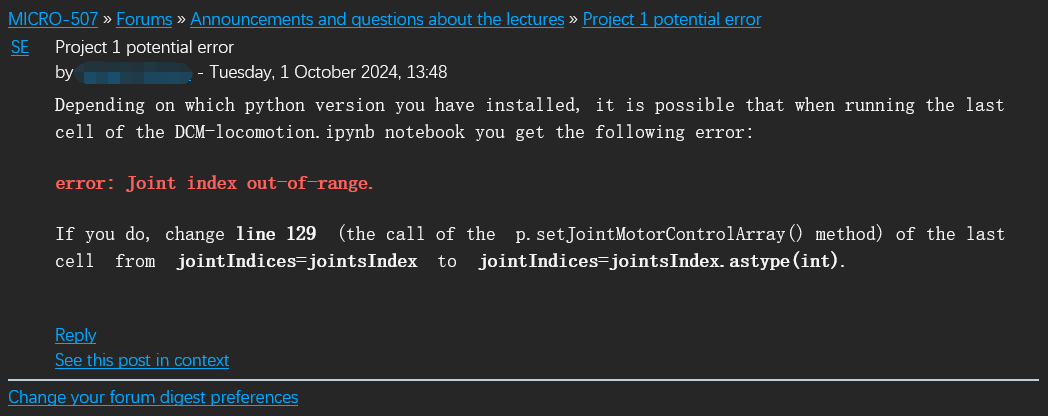 MICRO-507 » Forums » Announcements and questions about the lectures » Project 1 potential error
SE
Project 1 potential error
by - Tuesday, 1 October 2024, 13:48
Depending on which python version you have installed, it is possible that when running the last
cell of the DCM-locomotion.ipynb notebook you get the following error:
error: Joint index out-of-range.
If you do, change line 129 (the call of the p.setJointMotorControlArray() method) of the last
cell from jointIndices=jointsIndex to jointIndices=jointsIndex.astype(int).
Reply
See this post in context
Change your forum digest preferences